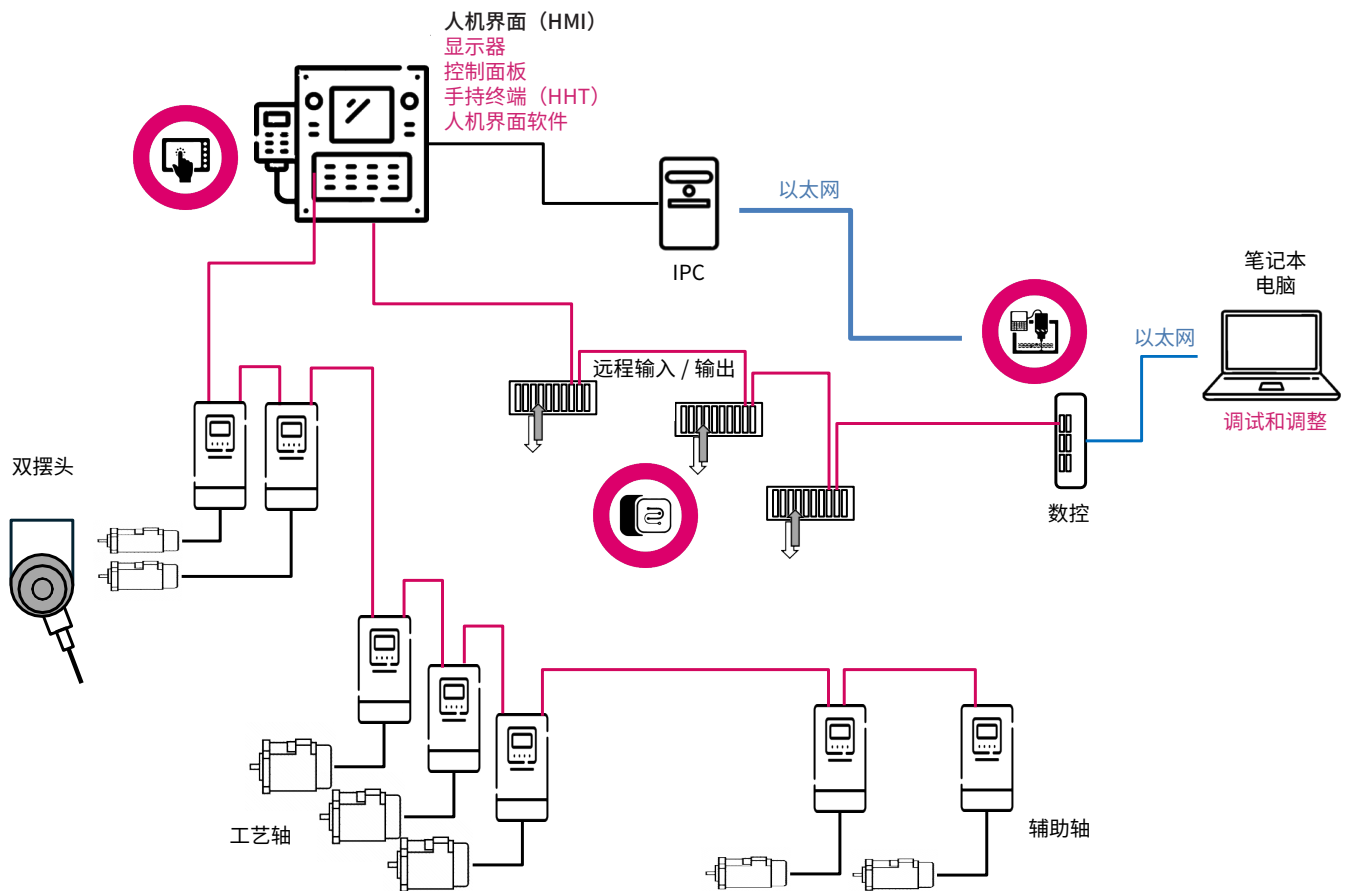 人机界面（HMI）
显示器
控制面板
手持终端（HHT）
人机界面软件
以太网
IPC
笔记本
电脑
以太网
远程输入 / 输出
调试和调整
双摆头
数控
工艺轴
辅助轴